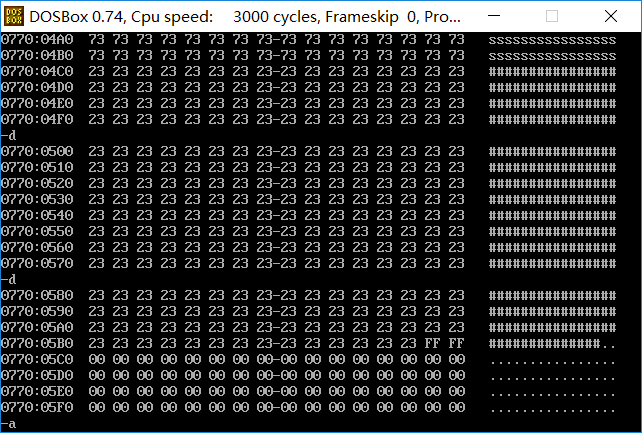 DOSBox 0.74, Cpu speed:     3000 cycles, Frameskip  0, Pro...
0770:04A0  73 73 73 73 73 73 73 73-73 73 73 73 73 73 73 73   ssssssssssssssss
0770:04B0  73 73 73 73 73 73 73 73-73 73 73 73 73 73 73 73   ssssssssssssssss
0770:04C0  23 23 23 23 23 23 23 23-23 23 23 23 23 23 23 23   ################
0770:04D0  23 23 23 23 23 23 23 23-23 23 23 23 23 23 23 23   ################
0770:04E0  23 23 23 23 23 23 23 23-23 23 23 23 23 23 23 23   ################
0770:04F0  23 23 23 23 23 23 23 23-23 23 23 23 23 23 23 23   ################
-d
0770:0500  23 23 23 23 23 23 23 23-23 23 23 23 23 23 23 23   ################
0770:0510  23 23 23 23 23 23 23 23-23 23 23 23 23 23 23 23   ################
0770:0520  23 23 23 23 23 23 23 23-23 23 23 23 23 23 23 23   ################
0770:0530  23 23 23 23 23 23 23 23-23 23 23 23 23 23 23 23   ################
0770:0540  23 23 23 23 23 23 23 23-23 23 23 23 23 23 23 23   ################
0770:0550  23 23 23 23 23 23 23 23-23 23 23 23 23 23 23 23   ################
0770:0560  23 23 23 23 23 23 23 23-23 23 23 23 23 23 23 23   ################
0770:0570  23 23 23 23 23 23 23 23-23 23 23 23 23 23 23 23   ################
-d
0770:0580  23 23 23 23 23 23 23 23-23 23 23 23 23 23 23 23   ################
0770:0590  23 23 23 23 23 23 23 23-23 23 23 23 23 23 23 23   ################
0770:05A0  23 23 23 23 23 23 23 23-23 23 23 23 23 23 23 23   ################
0770:05B0  23 23 23 23 23 23 23 23-23 23 23 23 23 23 FF FF   ##############..
0770:05C0  00 00 00 00 00 00 00 00-00 00 00 00 00 00 00 00   ................
0770:05D0  00 00 00 00 00 00 00 00-00 00 00 00 00 00 00 00   ................
0770:05E0  00 00 00 00 00 00 00 00-00 00 00 00 00 00 00 00   ................
0770:05F0  00 00 00 00 00 00 00 00-00 00 00 00 00 00 00 00   ................
-a